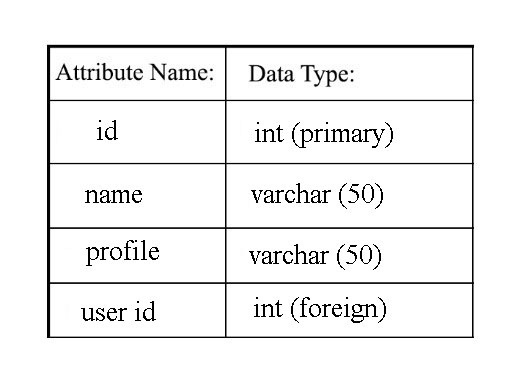 Attribute Name: Data Type:
id int (primary)
name varchar (50)
profile varchar (50)
user id int (foreign)